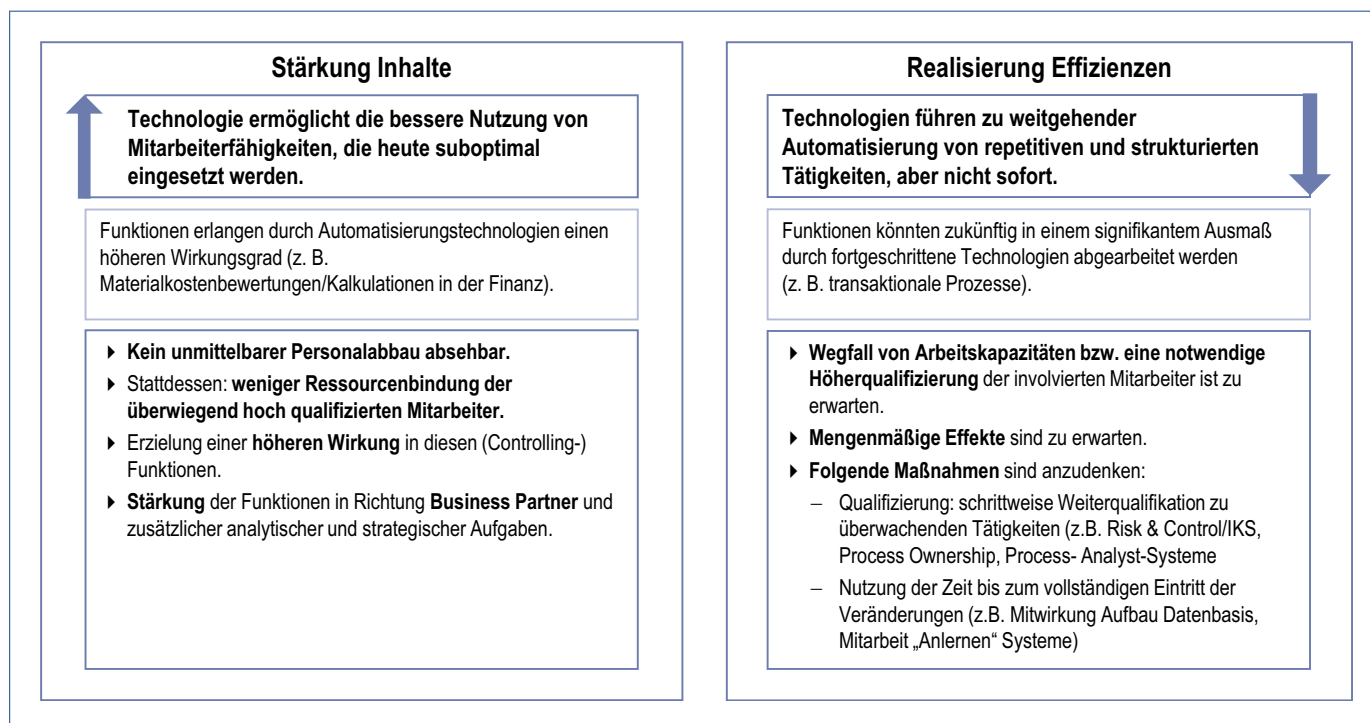 Stärkung Inhalte
Technologie ermöglicht die bessere Nutzung von
Mitarbeiterfähigkeiten, die heute suboptimal
eingesetzt werden.
Funktionen erlangen durch Automatisierungstechnologien einen
höheren Wirkungsgrad (z. B.
Materialkostenbewertungen/Kalkulationen in der Finanz).
‣ Kein unmittelbarer Personalabbau absehbar.
‣ Stattdessen: weniger Ressourcenbindung der
überwiegend hoch qualifizierten Mitarbeiter.
‣ Erzielung einer höheren Wirkung in diesen (Controlling-)
Funktionen.
‣ Stärkung der Funktionen in Richtung Business Partner und
zusätzlicher analytischer und strategischer Aufgaben.
Realisierung Effizienzen
Technologien führen zu weitgehender
Automatisierung von repetitiven und strukturierten
Tätigkeiten, aber nicht sofort.
Funktionen könnten zukünftig in einem signifikantem Ausmaß
durch fortgeschrittene Technologien abgearbeitet werden
(z. B. transaktionale Prozesse).
‣ Wegfall von Arbeitskapazitäten bzw. eine notwendige
Höherqualifizierung der involvierten Mitarbeiter ist zu
erwarten.
‣ Mengenmäßige Effekte sind zu erwarten.
‣ Folgende Maßnahmen sind anzudenken:
– Qualifizierung: schrittweise Weiterqualifikation zu
überwachenden Tätigkeiten (z.B. Risk & Control/IKS,
Process Ownership, Process- Analyst-Systeme
– Nutzung der Zeit bis zum vollständigen Eintritt der
Veränderungen (z.B. Mitwirkung Aufbau Datenbasis,
Mitarbeit „Anlernen“ Systeme)